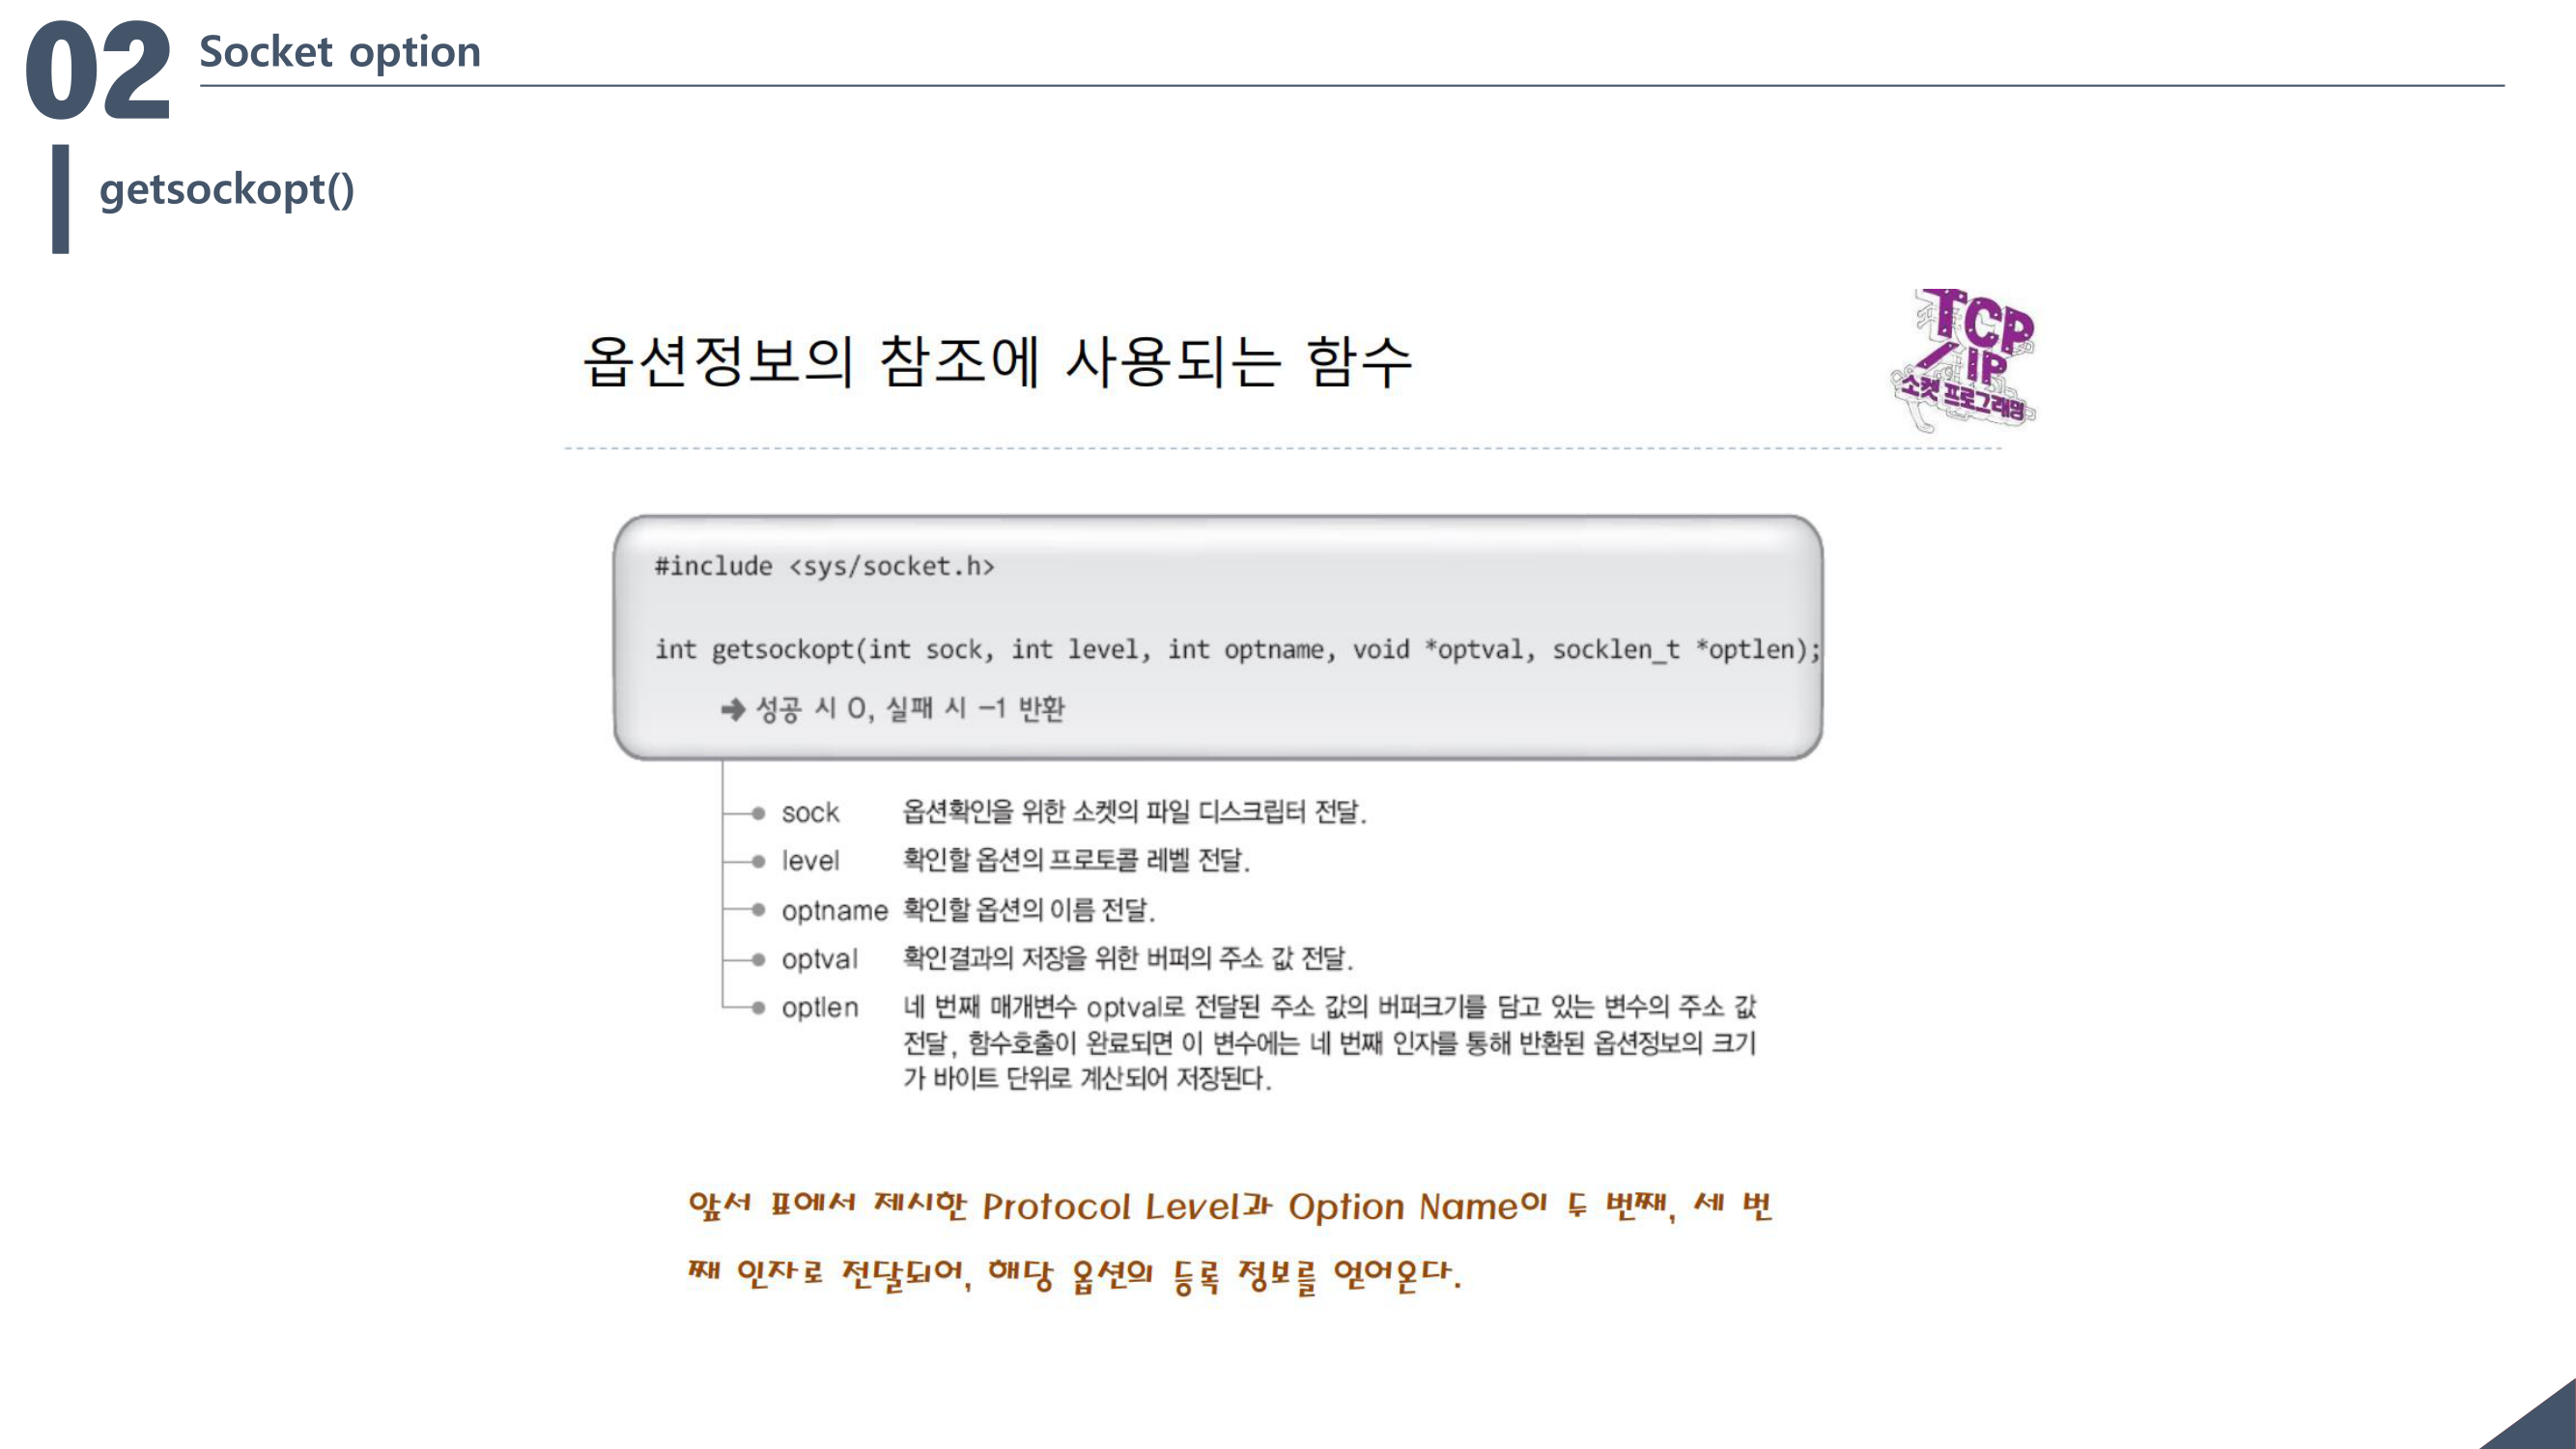 02
Socket option
getsockopt()
TCP
/IP
소켓 프로그래밍
옵션정보의 참조에 사용되는 함수
#include <sys/socket.h>
int getsockopt(int sock, int level, int optname, void *optval, socklen_t *optlen);
➔ 성공 시 0, 실패 시 –1 반환
sock 옵션확인을 위한 소켓의 파일 디스크립터 전달.
level 확인할 옵션의 프로토콜 레벨 전달.
optname 확인할 옵션의 이름 전달.
optval 확인결과의 저장을 위한 버퍼의 주소 값 전달.
optlen 네 번째 매개변수 optval로 전달된 주소 값의 버퍼크기를 담고 있는 변수의 주소 값
전달, 함수호출이 완료되면 이 변수에는 네 번째 인자를 통해 반환된 옵션정보의 크기
가 바이트 단위로 계산되어 저장된다.
앞서 표에서 제시한 Protocol Level과 Option Name이 두 번째, 세 번
째 인자로 전달되어, 해당 옵션의 등록 정보를 얻어온다.